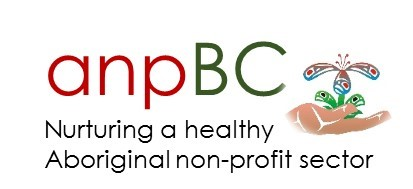 anpBC
Nurturing a healthy
Aboriginal non-profit sector